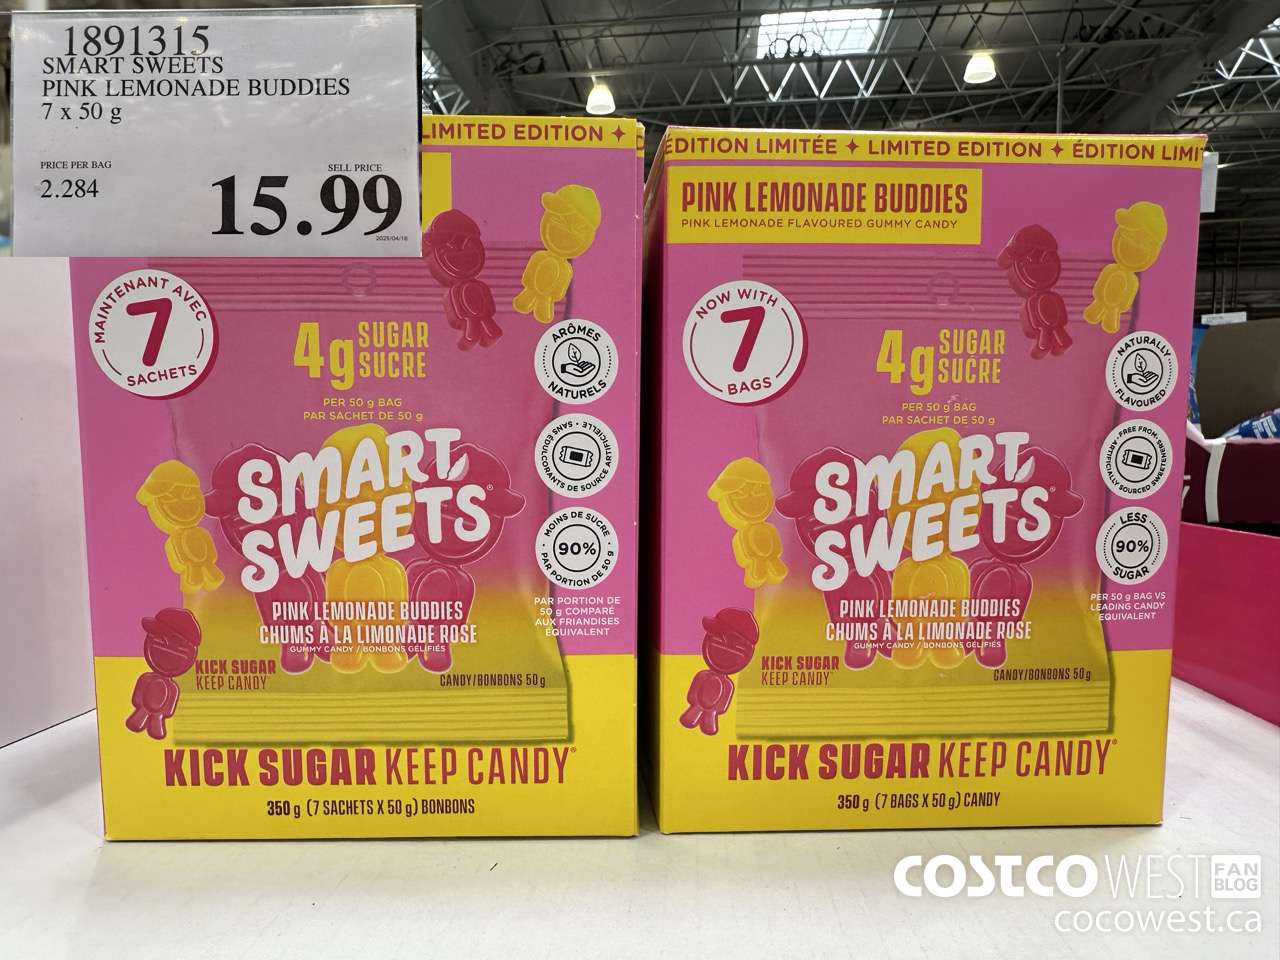 1891315
SMART SWEETS
PINK LEMONADE BUDDIES
7 x 50 g
PRICE PER BAG
2.284
SELL PRICE
15.99
2025/04/18
LIMITED EDITION
MAINTENANT AVEC
7
SACHETS
4g SUGAR
SUCRE
PER 50 g BAG
PAR SACHET DE 50 g
ARÔMES
NATURELS
SANS ÉDULCORANTS DE SOURCE ARTIFICIELLE
MOINS DE SUCRE
90%
PAR PORTION DE 50 g
PAR PORTION DE
50 g COMPARÉ
AUX FRIANDISES
ÉQUIVALENT
SMART
SWEETS®
PINK LEMONADE BUDDIES
CHUMS À LA LIMONADE ROSE
GUMMY CANDY / BONBONS GÉLIFIÉS
KICK SUGAR
KEEP CANDY
CANDY/BONBONS 50 g
KICK SUGAR KEEP CANDY®
350 g (7 SACHETS X 50 g) BONBONS
ÉDITION LIMITÉE LIMITED EDITION ÉDITION LIMI
PINK LEMONADE BUDDIES
PINK LEMONADE FLAVOURED GUMMY CANDY
NOW WITH
7
BAGS
4g SUGAR
SUCRE
PER 50 g BAG
PAR SACHET DE 50 g
NATURALLY
FLAVOURED
FREE FROM
ARTIFICIALLY SOURCED SWEETENERS
LESS
90%
SUGAR
PER 50 g BAG VS
LEADING CANDY
EQUIVALENT
SMART
SWEETS®
PINK LEMONADE BUDDIES
CHUMS À LA LIMONADE ROSE
GUMMY CANDY / BONBONS GÉLIFIÉS
KICK SUGAR
KEEP CANDY
CANDY/BONBONS 50 g
KICK SUGAR KEEP CANDY®
350 g (7 BAGS X 50 g) CANDY
COSTCO WEST FAN BLOG
cocowest.ca